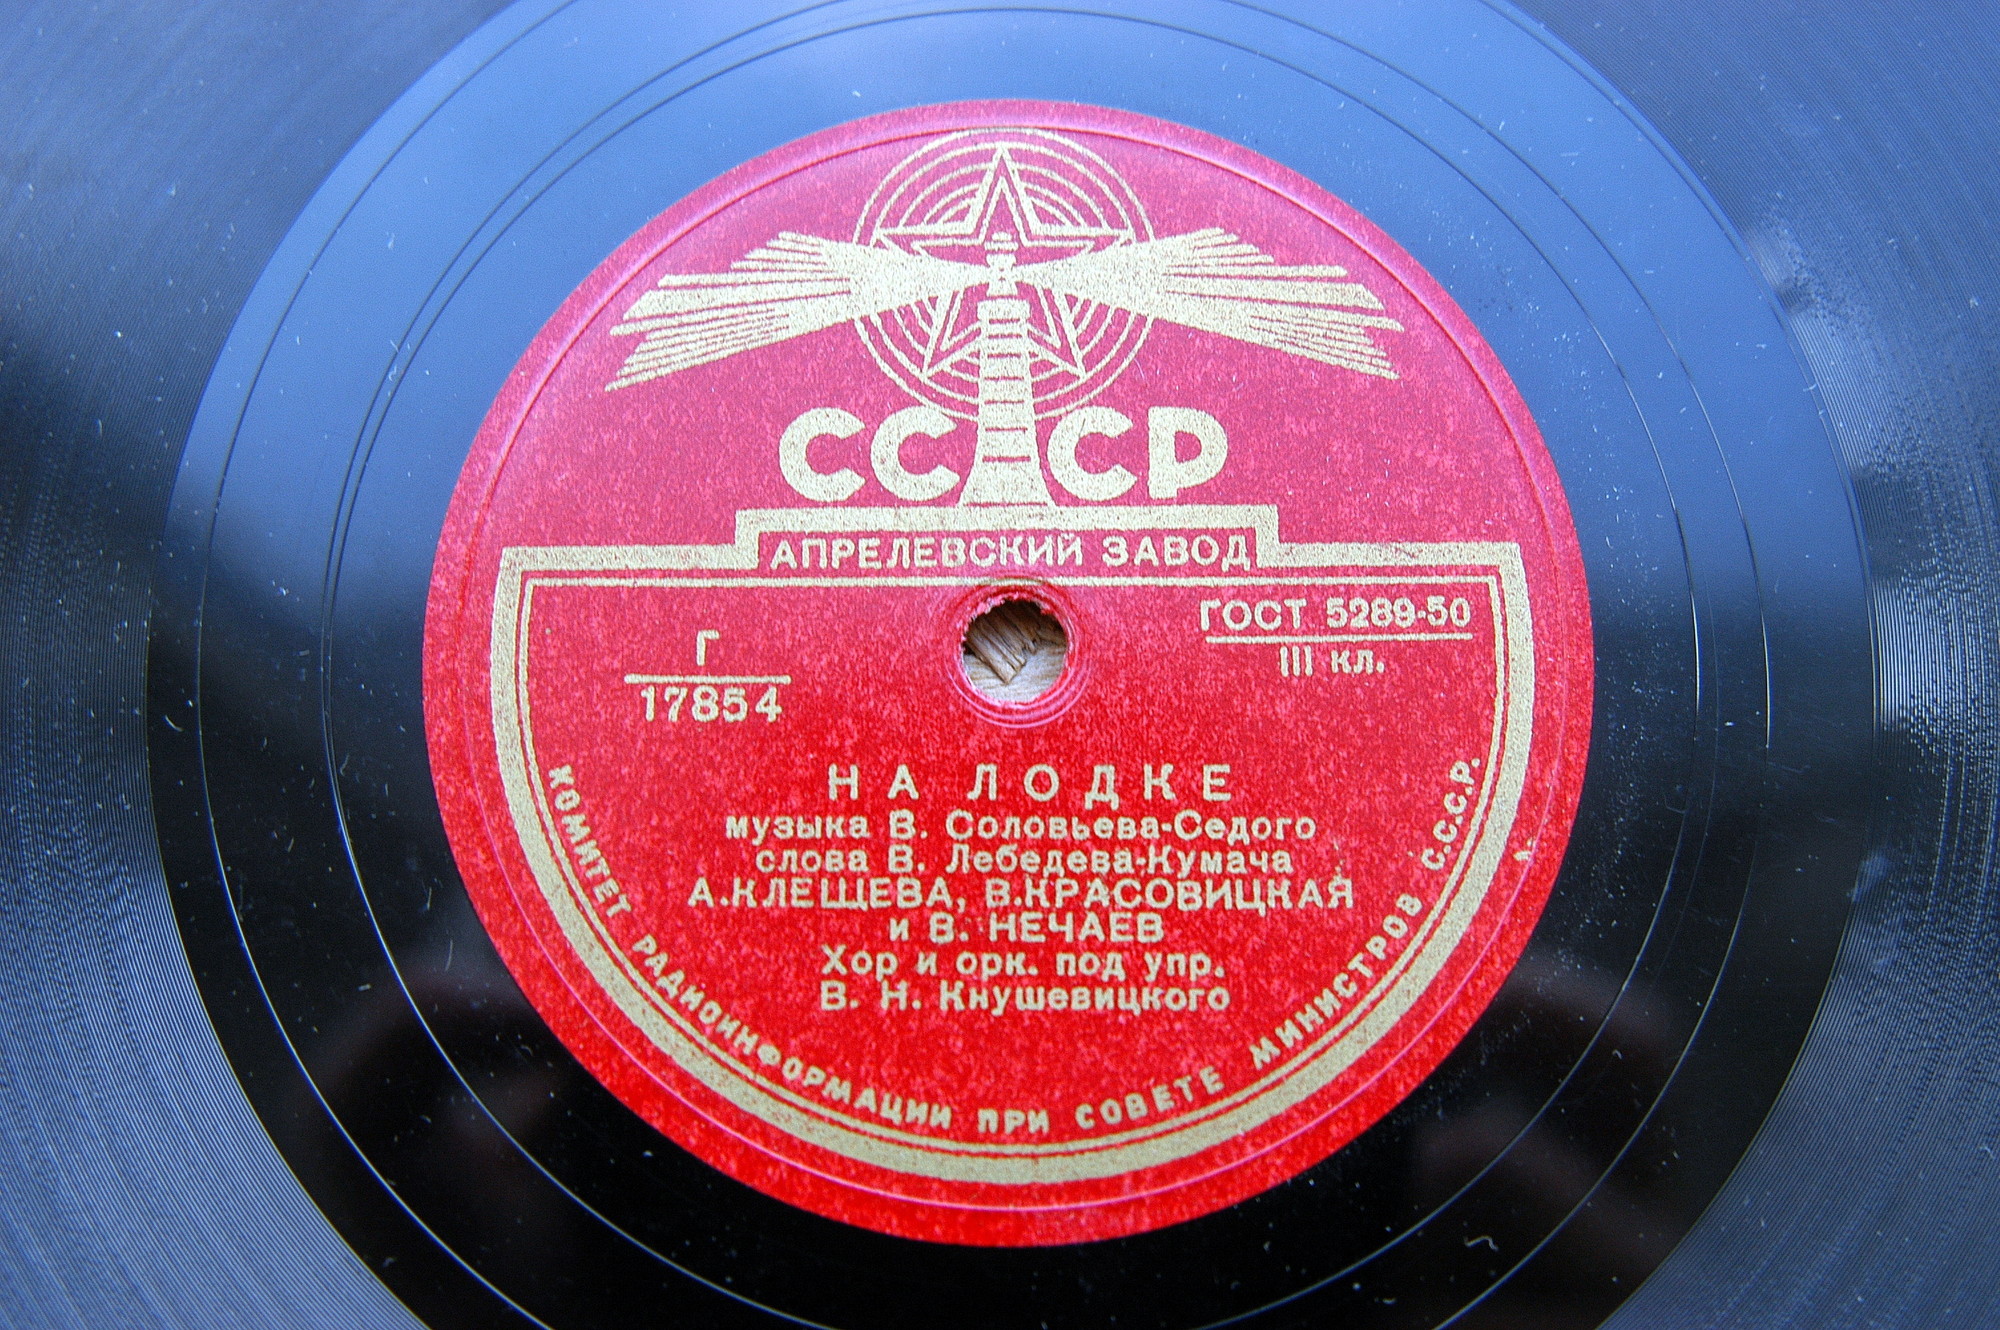 СССР
АПРЕЛЕВСКИЙ ЗАВОД
ГОСТ 5289-50
III кл.
Г
17854
НА ЛОДКЕ
музыка В. Соловьева-Седого
слова В. Лебедева-Кумача
А.КЛЕЩЕВА, В.КРАСОВИЦКАЯ
и В. НЕЧАЕВ
Хор и орк. под упр.
В. Н. Кнушевицкого
КОМИТЕТ РАДИОИНФОРМАЦИИ ПРИ СОВЕТЕ МИНИСТРОВ С.С.С.Р.